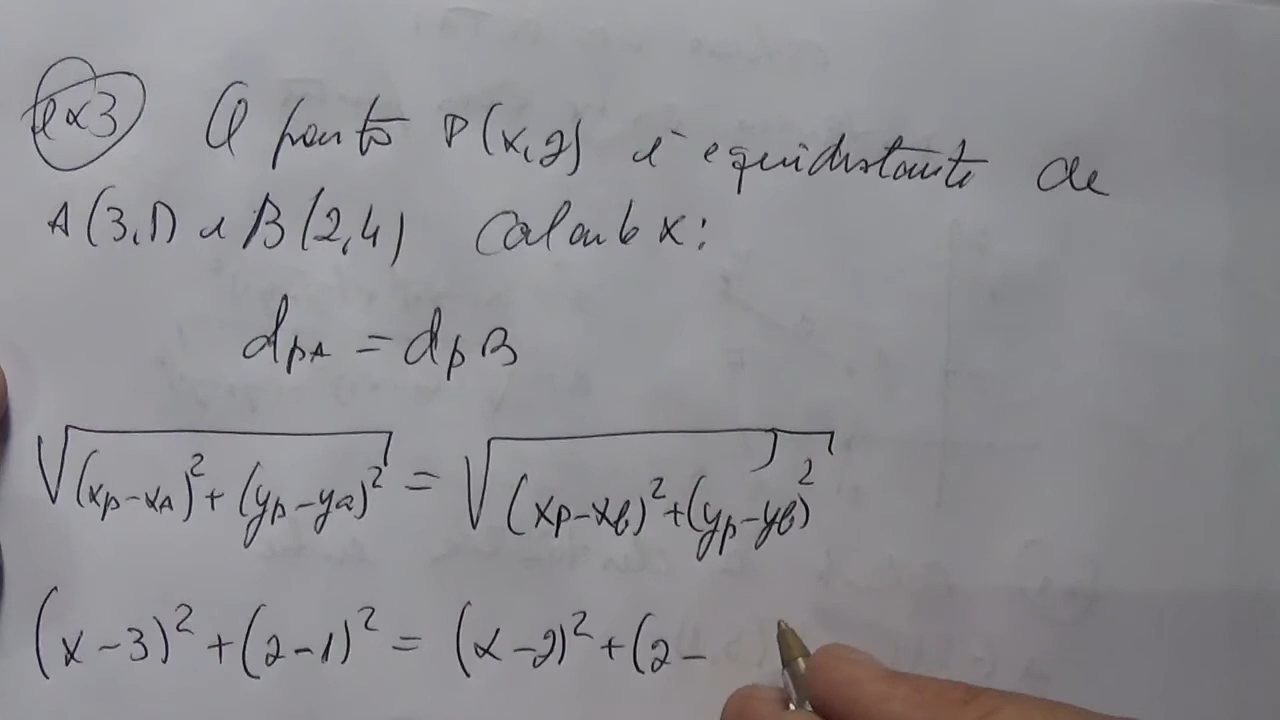 ex3 O ponto P(x,2) é equidistante de
A(3,1) e B(2,4) Calcule x:
dPA = dPB
√(xp-xA)²+(yp-ya)² = √(xp-xb)²+(yp-yb)²
(x-3)²+(2-1)² = (x-2)²+(2-